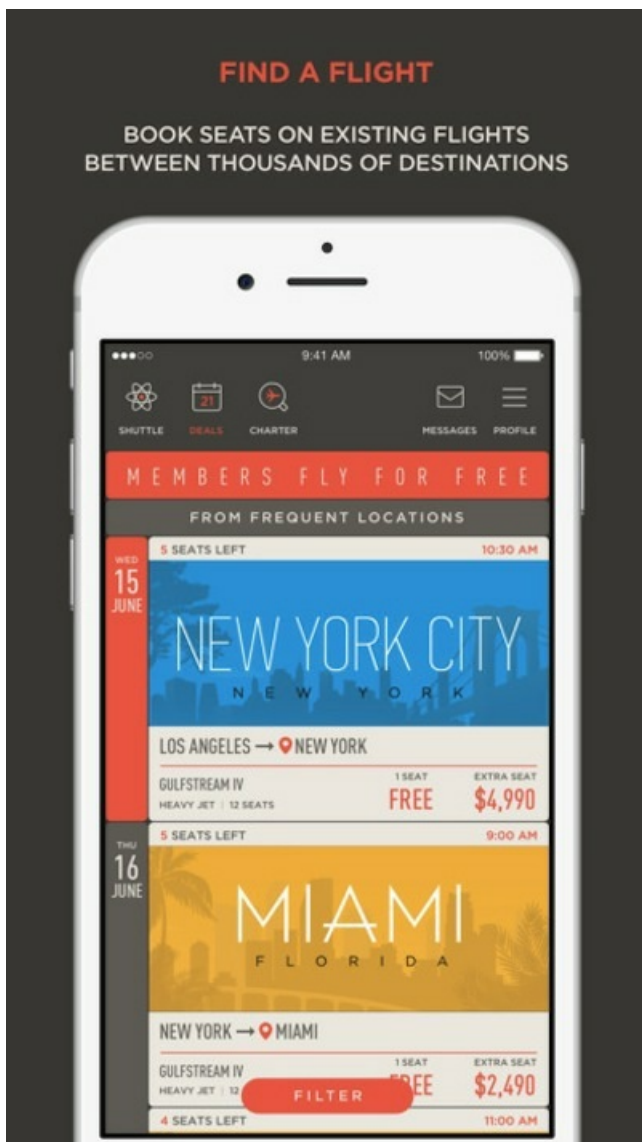 FIND A FLIGHT
BOOK SEATS ON EXISTING FLIGHTS
BETWEEN THOUSANDS OF DESTINATIONS
9:41 AM
100%
21
SHUTTLE
DEALS
CHARTER
MESSAGES
PROFILE
MEMBERS FLY FOR FREE
FROM FREQUENT LOCATIONS
WED
15
JUNE
5 SEATS LEFT
10:30 AM
NEW YORK CITY
NEW YORK
LOS ANGELES → NEW YORK
GULFSTREAM IV
HEAVY JET | 12 SEATS
1 SEAT
FREE
EXTRA SEAT
$4,990
THU
16
JUNE
5 SEATS LEFT
9:00 AM
MIAMI
FLORIDA
NEW YORK → MIAMI
GULFSTREAM IV
HEAVY JET | 12
1 SEAT
EXTRA SEAT
$2,490
FILTER
4 SEATS LEFT
11:00 AM